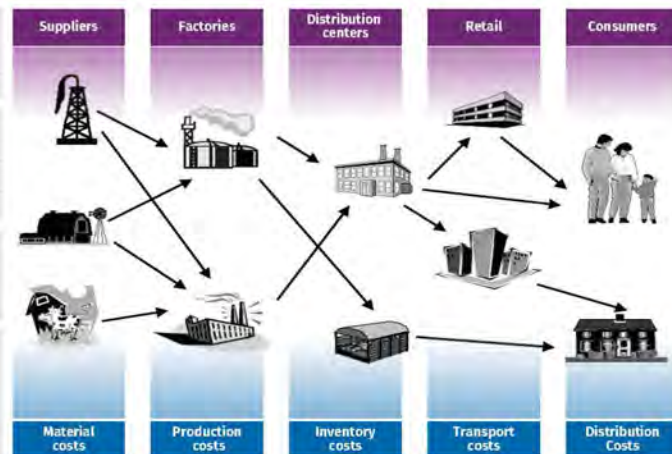 Suppliers
Factories
Distribution
centers
Retail
Consumers
Material
costs
Production
costs
Inventory
costs
Transport
costs
Distribution
Costs